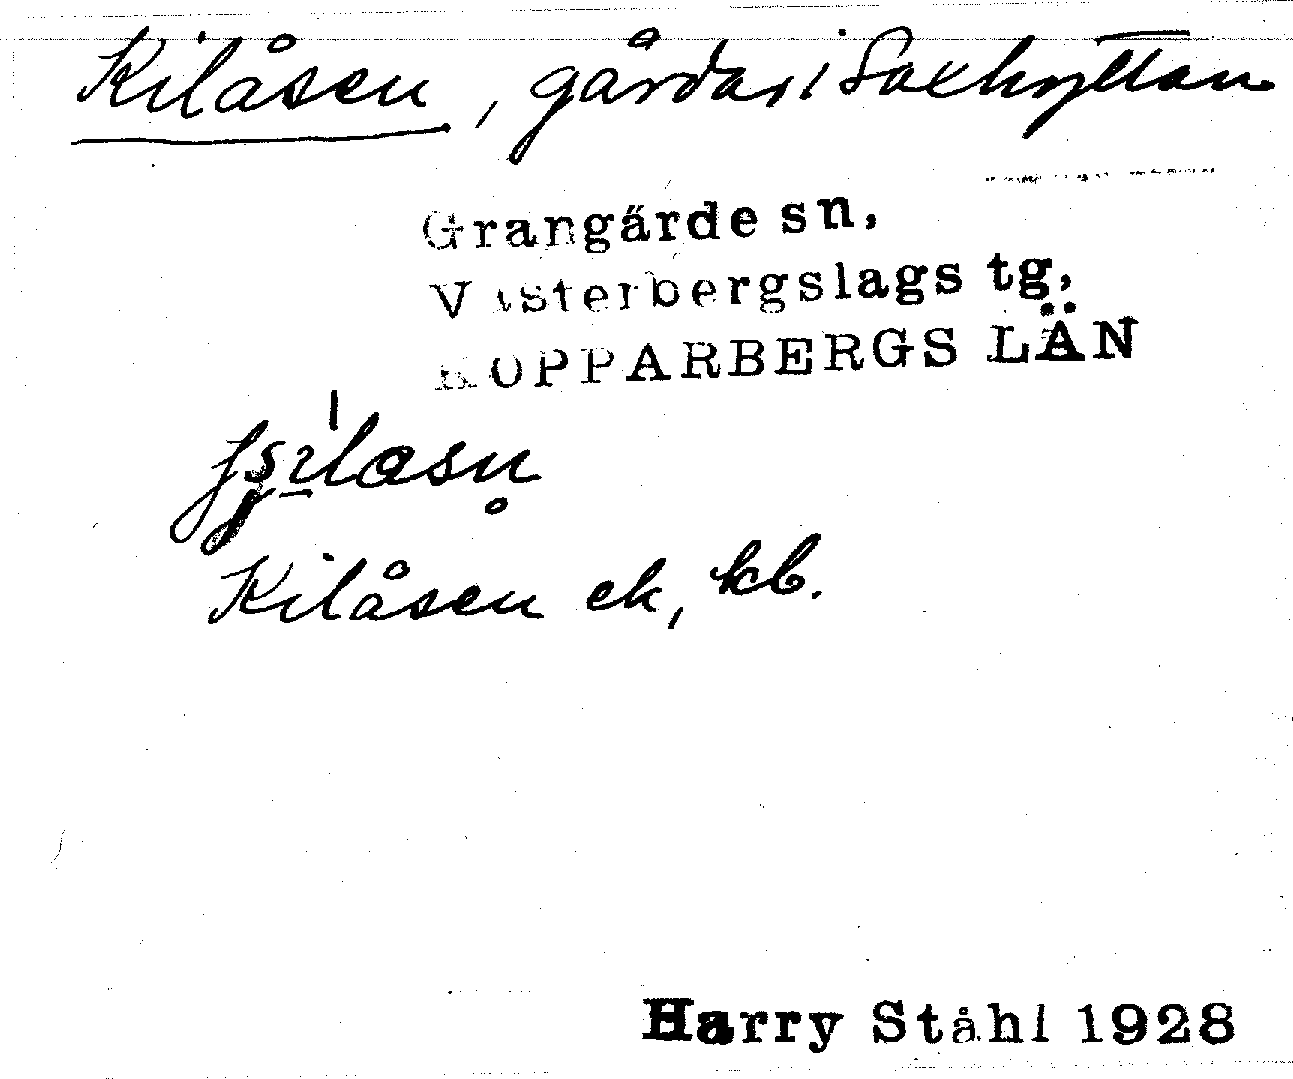 Kilåsen, gårdar i Saxhyttan
Grangärde sn,
Västerbergslags tg,
KOPPARBERGS LÄN
Kilåsen ek, kb.
Harry Ståhl 1928